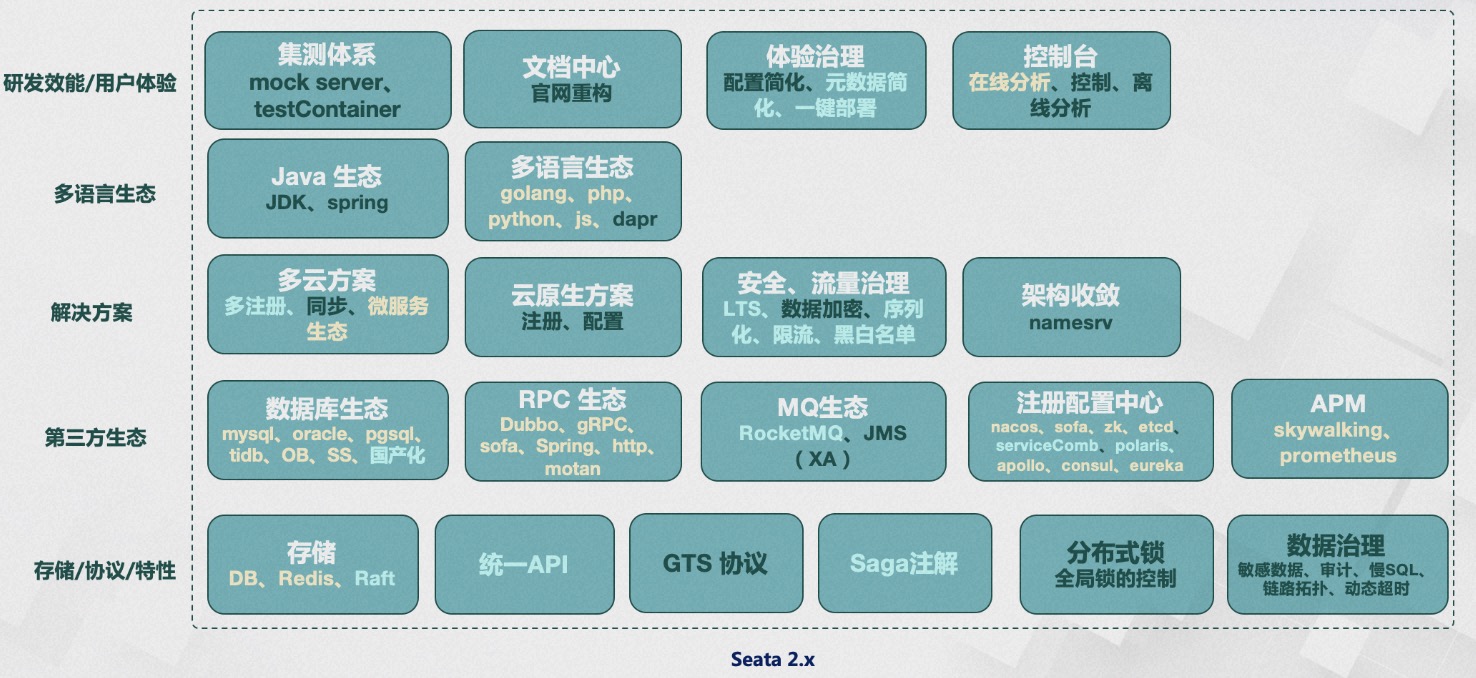 研发效能/用户体验
集测体系
mock server、
testContainer
文档中心
官网重构
体验治理
配置简化、元数据简
化、一键部署
控制台
在线分析、控制、离
线分析
多语言生态
Java 生态
JDK、spring
多语言生态
golang、php、
python、js、dapr
解决方案
多云方案
多注册、同步、微服务
生态
云原生方案
注册、配置
安全、流量治理
LTS、数据加密、序列
化、限流、黑白名单
架构收敛
namesrv
第三方生态
数据库生态
mysql、oracle、pgsql、
tidb、OB、SS、国产化
RPC 生态
Dubbo、gRPC、
sofa、Spring、http、
motan
MQ生态
RocketMQ、JMS
（XA）
注册配置中心
nacos、sofa、zk、etcd、
serviceComb、polaris、
apollo、consul、eureka
APM
skywalking、
prometheus
存储/协议/特性
存储
DB、Redis、Raft
统一API
GTS 协议
Saga注解
分布式锁
全局锁的控制
数据治理
敏感数据、审计、慢SQL、
链路拓扑、动态超时
Seata 2.x